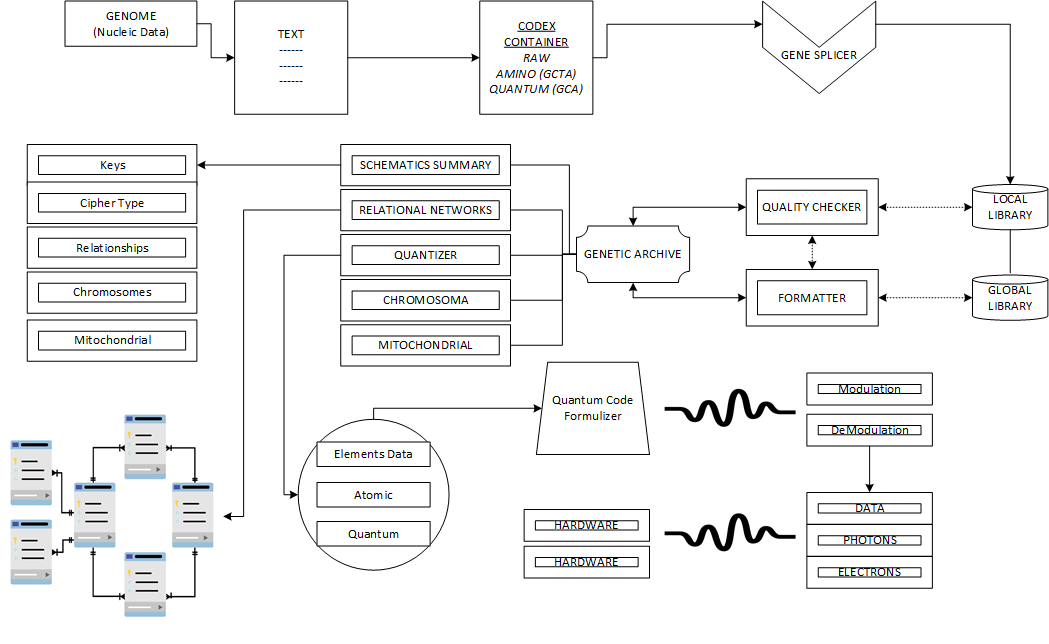 GENOME
(Nucleic Data)
TEXT
------
------
------
CODEX
CONTAINER
RAW
AMINO (GCTA)
QUANTUM (GCA)
GENE SPLICER
Keys
Cipher Type
Relationships
Chromosomes
Mitochondrial
SCHEMATICS SUMMARY
RELATIONAL NETWORKS
QUANTIZER
CHROMOSOMA
MITOCHONDRIAL
GENETIC ARCHIVE
QUALITY CHECKER
FORMATTER
LOCAL
LIBRARY
GLOBAL
LIBRARY
Elements Data
Atomic
Quantum
Quantum Code
Formulizer
Modulation
DeModulation
HARDWARE
HARDWARE
DATA
PHOTONS
ELECTRONS